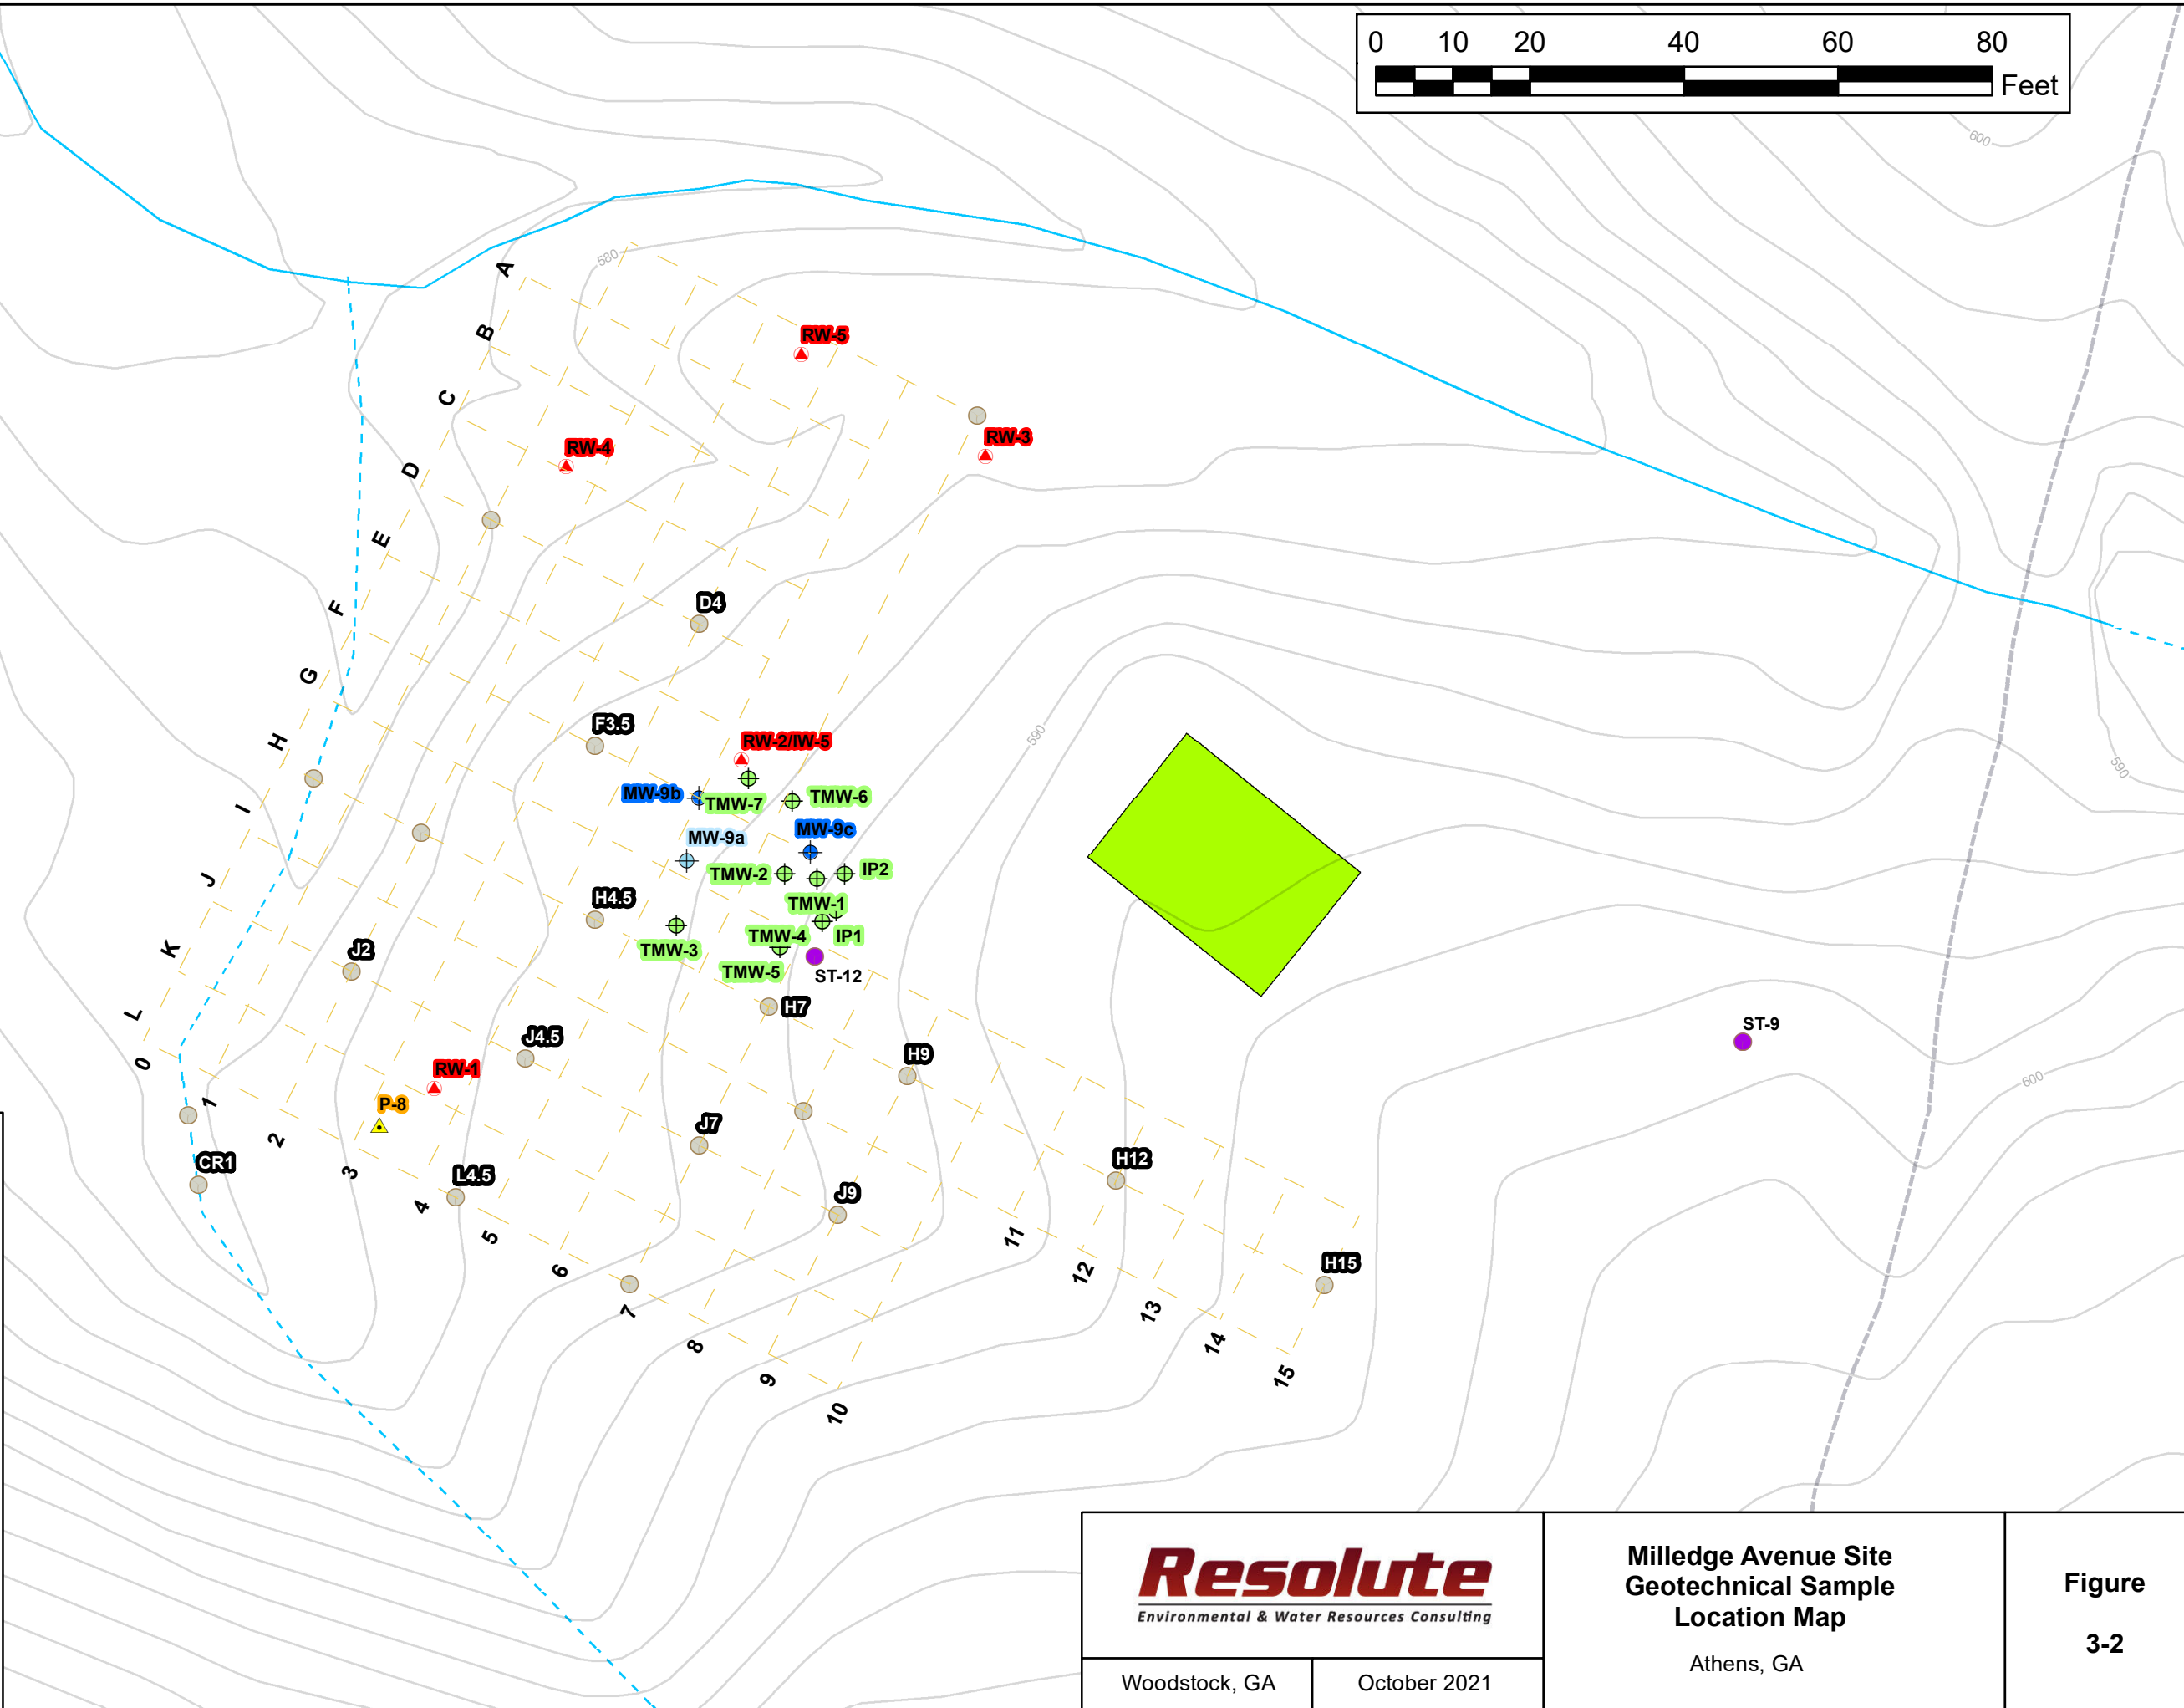 0 10 20 40 60 80
Feet
600
580
A
B
C
D
E
F
G
H
I
J
K
L
0
1
2
3
4
5
6
7
8
9
10
11
12
13
14
15
RW-5
RW-3
RW-4
D4
F3.5
RW-2/IW-5
MW-9b
TMW-7
TMW-6
MW-9c
MW-9a
TMW-2
IP2
TMW-1
H4.5
TMW-3
TMW-4
IP1
TMW-5
ST-12
H7
J2
J4.5
H9
RW-1
P-8
CR1
L4.5
J7
J9
H12
H15
ST-9
590
590
600
Resolute
Environmental & Water Resources Consulting
Woodstock, GA
October 2021
Milledge Avenue Site
Geotechnical Sample
Location Map
Athens, GA
Figure
3-2